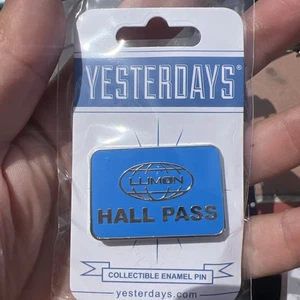 YESTERDAYS®
LUMON
HALL PASS
COLLECTIBLE ENAMEL PIN
yesterdays.com